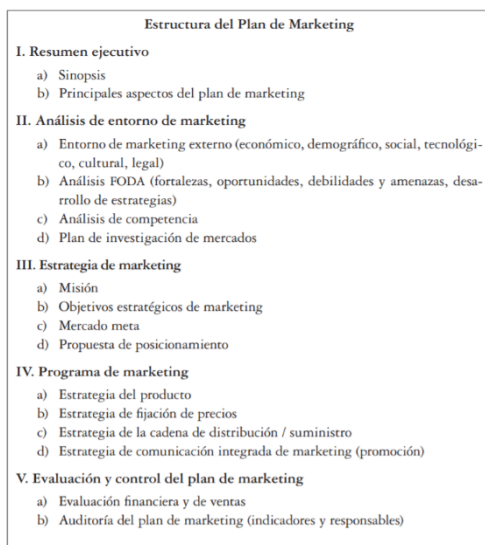 Estructura del Plan de Marketing
I. Resumen ejecutivo
a) Sinopsis
b) Principales aspectos del plan de marketing
II. Análisis de entorno de marketing
a) Entorno de marketing externo (económico, demográfico, social, tecnológi-
co, cultural, legal)
b) Análisis FODA (fortalezas, oportunidades, debilidades y amenazas, desa-
rrollo de estrategias)
c) Análisis de competencia
d) Plan de investigación de mercados
III. Estrategia de marketing
a) Misión
b) Objetivos estratégicos de marketing
c) Mercado meta
d) Propuesta de posicionamiento
IV. Programa de marketing
a) Estrategia del producto
b) Estrategia de fijación de precios
c) Estrategia de la cadena de distribución / suministro
d) Estrategia de comunicación integrada de marketing (promoción)
V. Evaluación y control del plan de marketing
a) Evaluación financiera y de ventas
b) Auditoría del plan de marketing (indicadores y responsables)